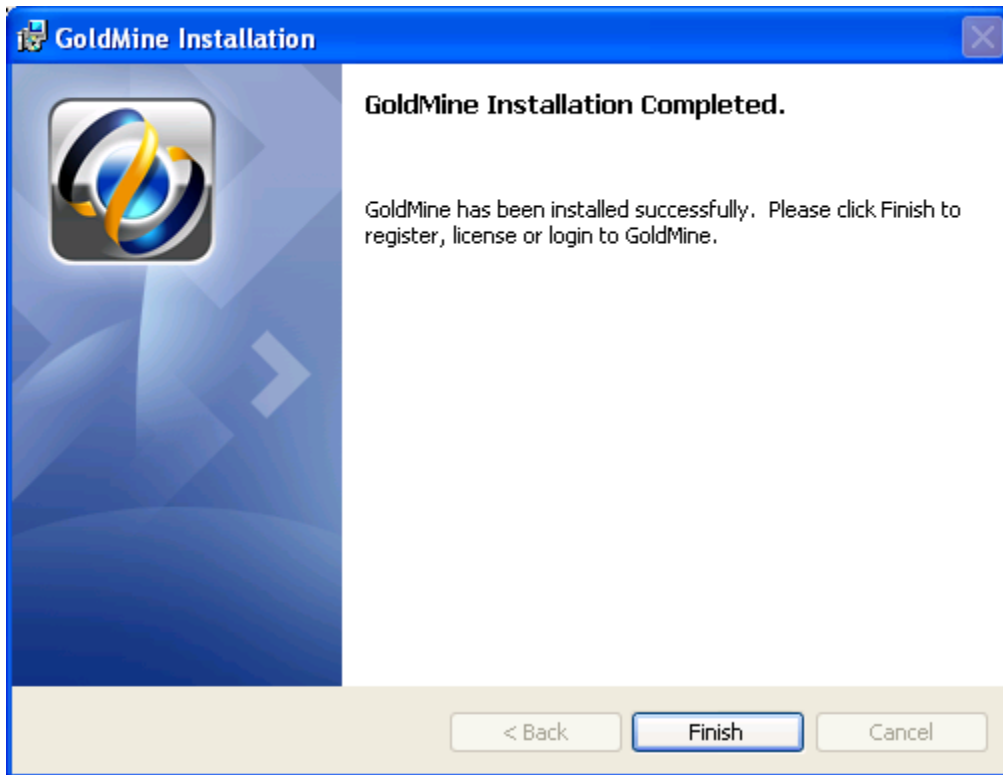 GoldMine Installation
GoldMine Installation Completed.
GoldMine has been installed successfully.  Please click Finish to
register, license or login to GoldMine.
< Back
Finish
Cancel